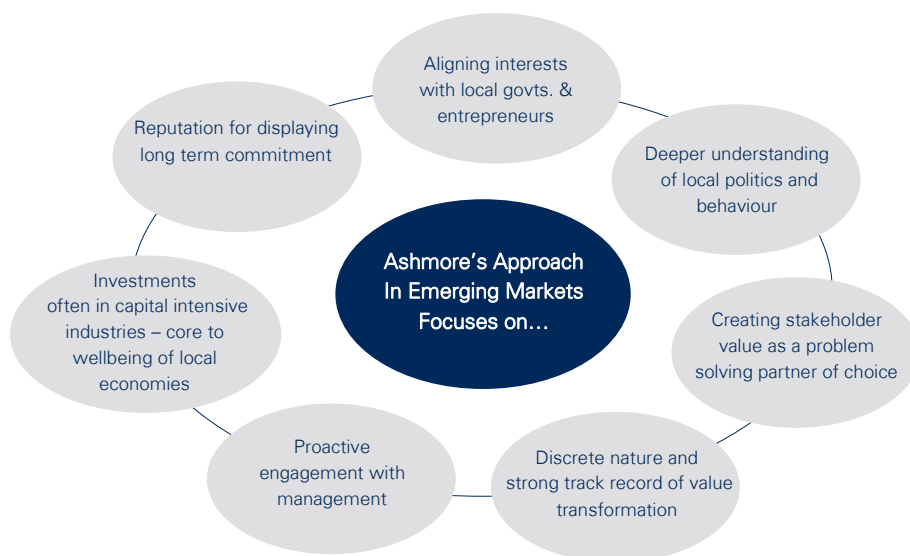 Aligning interests
with local govts. &
entrepreneurs
Reputation for displaying
long term commitment
Deeper understanding
of local politics and
behaviour
Ashmore’s Approach
In Emerging Markets
Focuses on…
Investments
often in capital intensive
industries – core to
wellbeing of local
economies
Creating stakeholder
value as a problem
solving partner of choice
Proactive
engagement with
management
Discrete nature and
strong track record of value
transformation